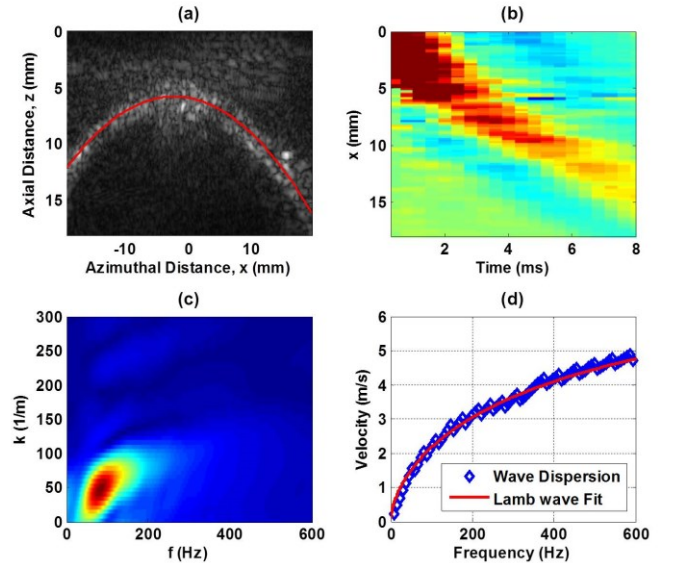 (a)
0
5
10
15
Axial Distance, z (mm)
-10 0 10
Azimuthal Distance, x (mm)
(b)
0
5
10
15
x (mm)
2 4 6 8
Time (ms)
(c)
300
250
200
150
100
50
0
k (1/m)
0 200 400 600
f (Hz)
(d)
6
5
4
3
2
1
0
Velocity (m/s)
Wave Dispersion
Lamb wave Fit
0 200 400 600
Frequency (Hz)